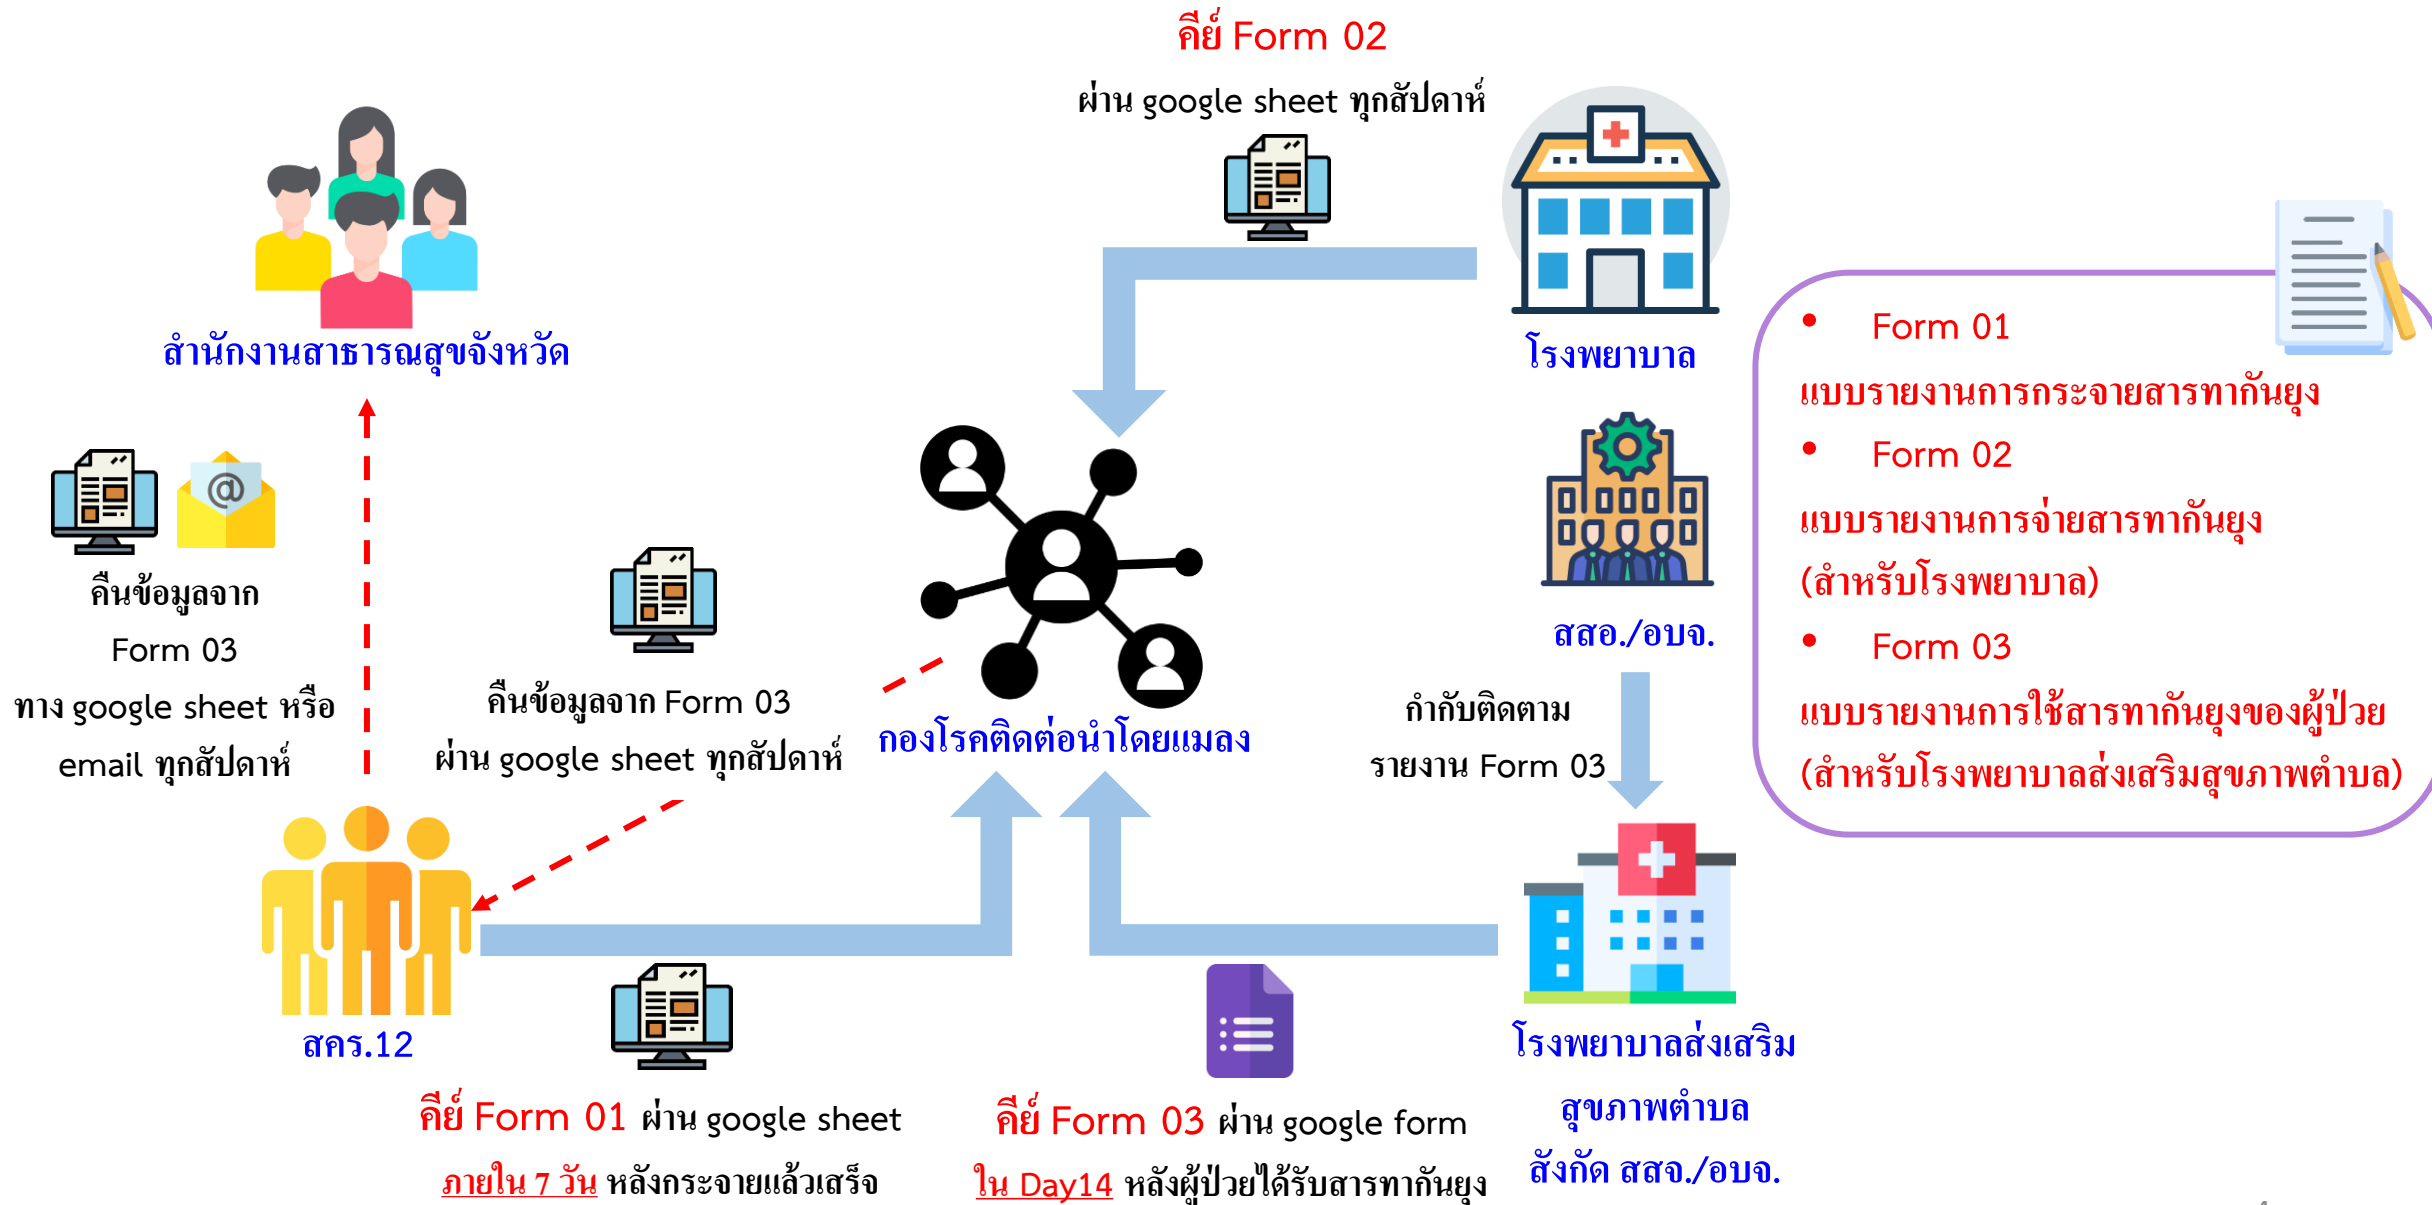 คีย์ Form 02
ผ่าน google sheet ทุกสัปดาห์
สำนักงานสาธารณสุขจังหวัด
โรงพยาบาล
• Form 01
แบบรายงานการกระจายสารทากันยุง
• Form 02
แบบรายงานการจ่ายสารทากันยุง
(สำหรับโรงพยาบาล)
• Form 03
แบบรายงานการใช้สารทากันยุงของผู้ป่วย
(สำหรับโรงพยาบาลส่งเสริมสุขภาพตำบล)
@
คืนข้อมูลจาก
Form 03
ทาง google sheet หรือ
email ทุกสัปดาห์
คืนข้อมูลจาก Form 03
ผ่าน google sheet ทุกสัปดาห์
กองโรคติดต่อนำโดยแมลง
สสอ./อบจ.
กำกับติดตาม
รายงาน Form 03
สคร.12
คีย์ Form 01 ผ่าน google sheet
ภายใน 7 วัน หลังกระจายแล้วเสร็จ
คีย์ Form 03 ผ่าน google form
ใน Day14 หลังผู้ป่วยได้รับสารทากันยุง
โรงพยาบาลส่งเสริม
สุขภาพตำบล
สังกัด สสจ./อบจ.